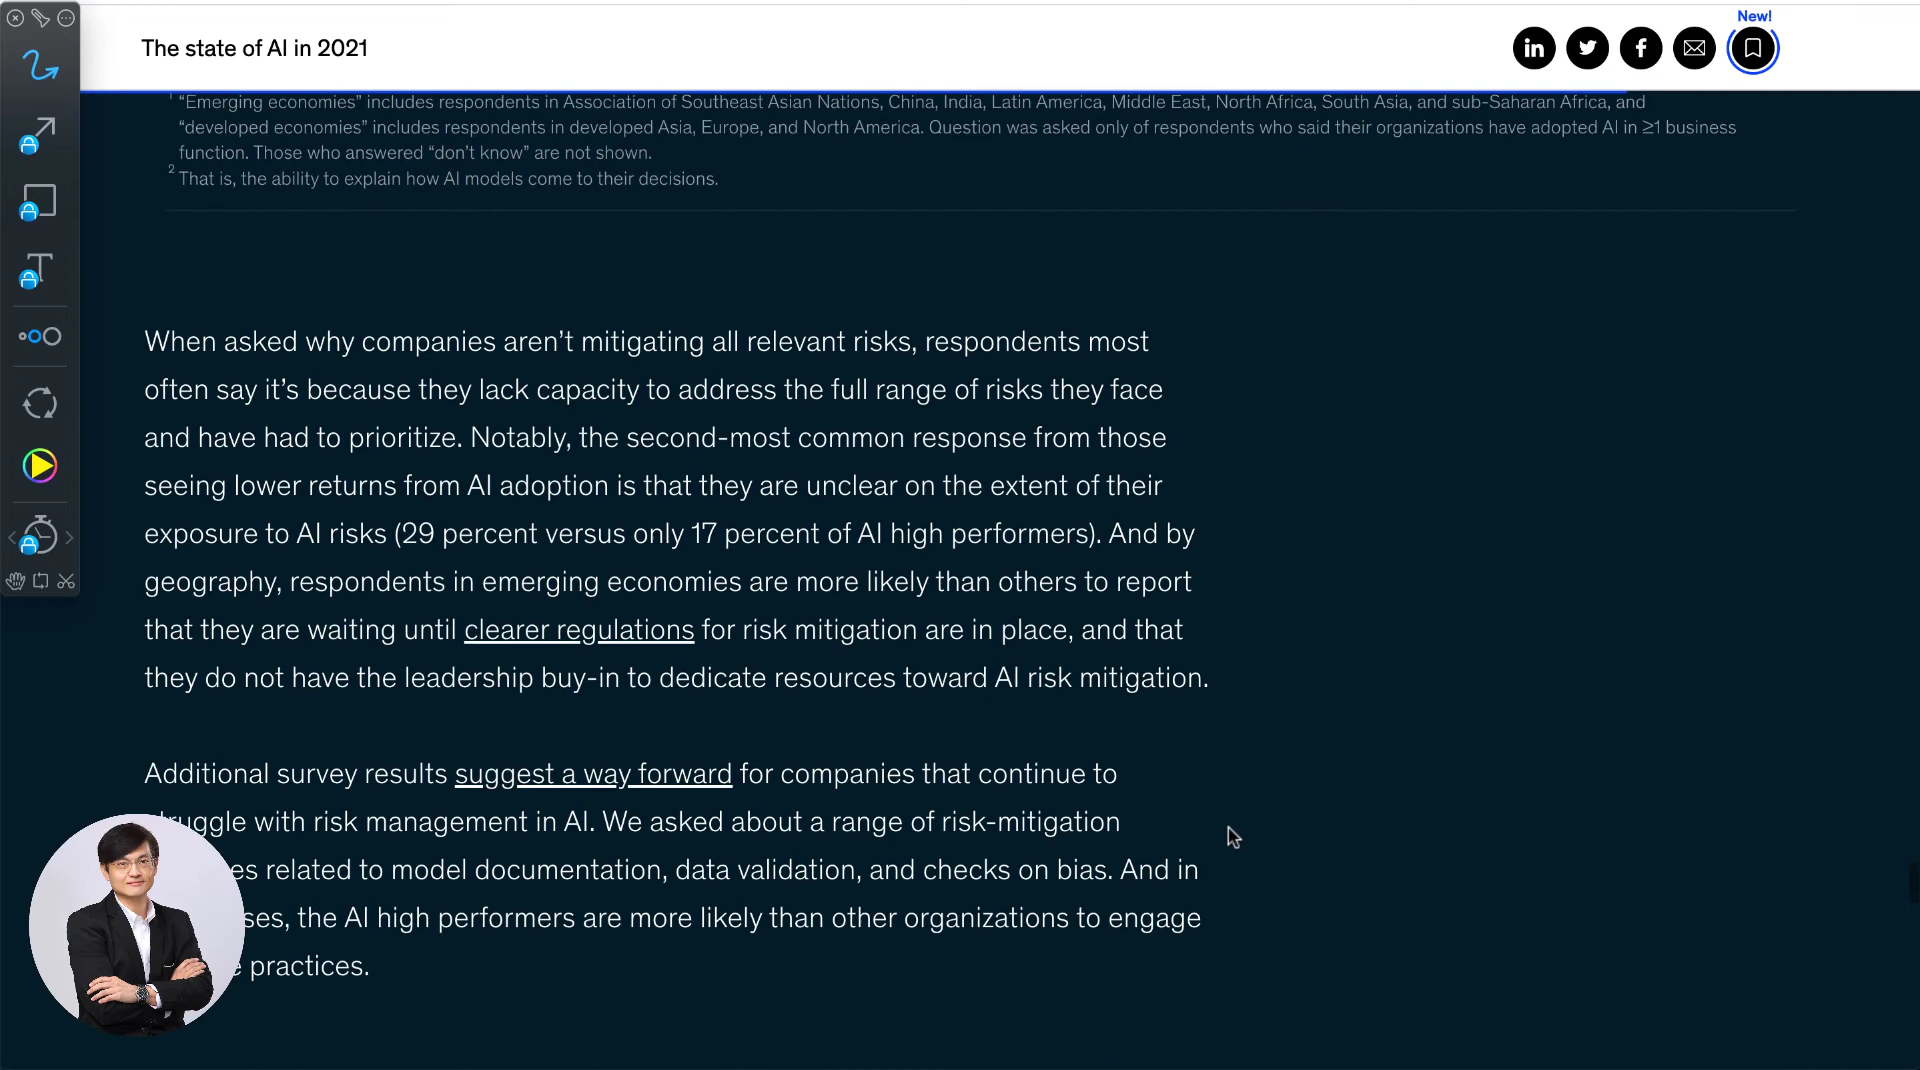 New!
The state of AI in 2021
1 “Emerging economies” includes respondents in Association of Southeast Asian Nations, China, India, Latin America, Middle East, North Africa, South Asia, and sub-Saharan Africa, and
“developed economies” includes respondents in developed Asia, Europe, and North America. Question was asked only of respondents who said their organizations have adopted AI in ≥1 business
function. Those who answered “don’t know” are not shown.
2 That is, the ability to explain how AI models come to their decisions.
When asked why companies aren’t mitigating all relevant risks, respondents most
often say it’s because they lack capacity to address the full range of risks they face
and have had to prioritize. Notably, the second-most common response from those
seeing lower returns from AI adoption is that they are unclear on the extent of their
exposure to AI risks (29 percent versus only 17 percent of AI high performers). And by
geography, respondents in emerging economies are more likely than others to report
that they are waiting until clearer regulations for risk mitigation are in place, and that
they do not have the leadership buy-in to dedicate resources toward AI risk mitigation.
Additional survey results suggest a way forward for companies that continue to
struggle with risk management in AI. We asked about a range of risk-mitigation
related to model documentation, data validation, and checks on bias. And in
the AI high performers are more likely than other organizations to engage
practices.